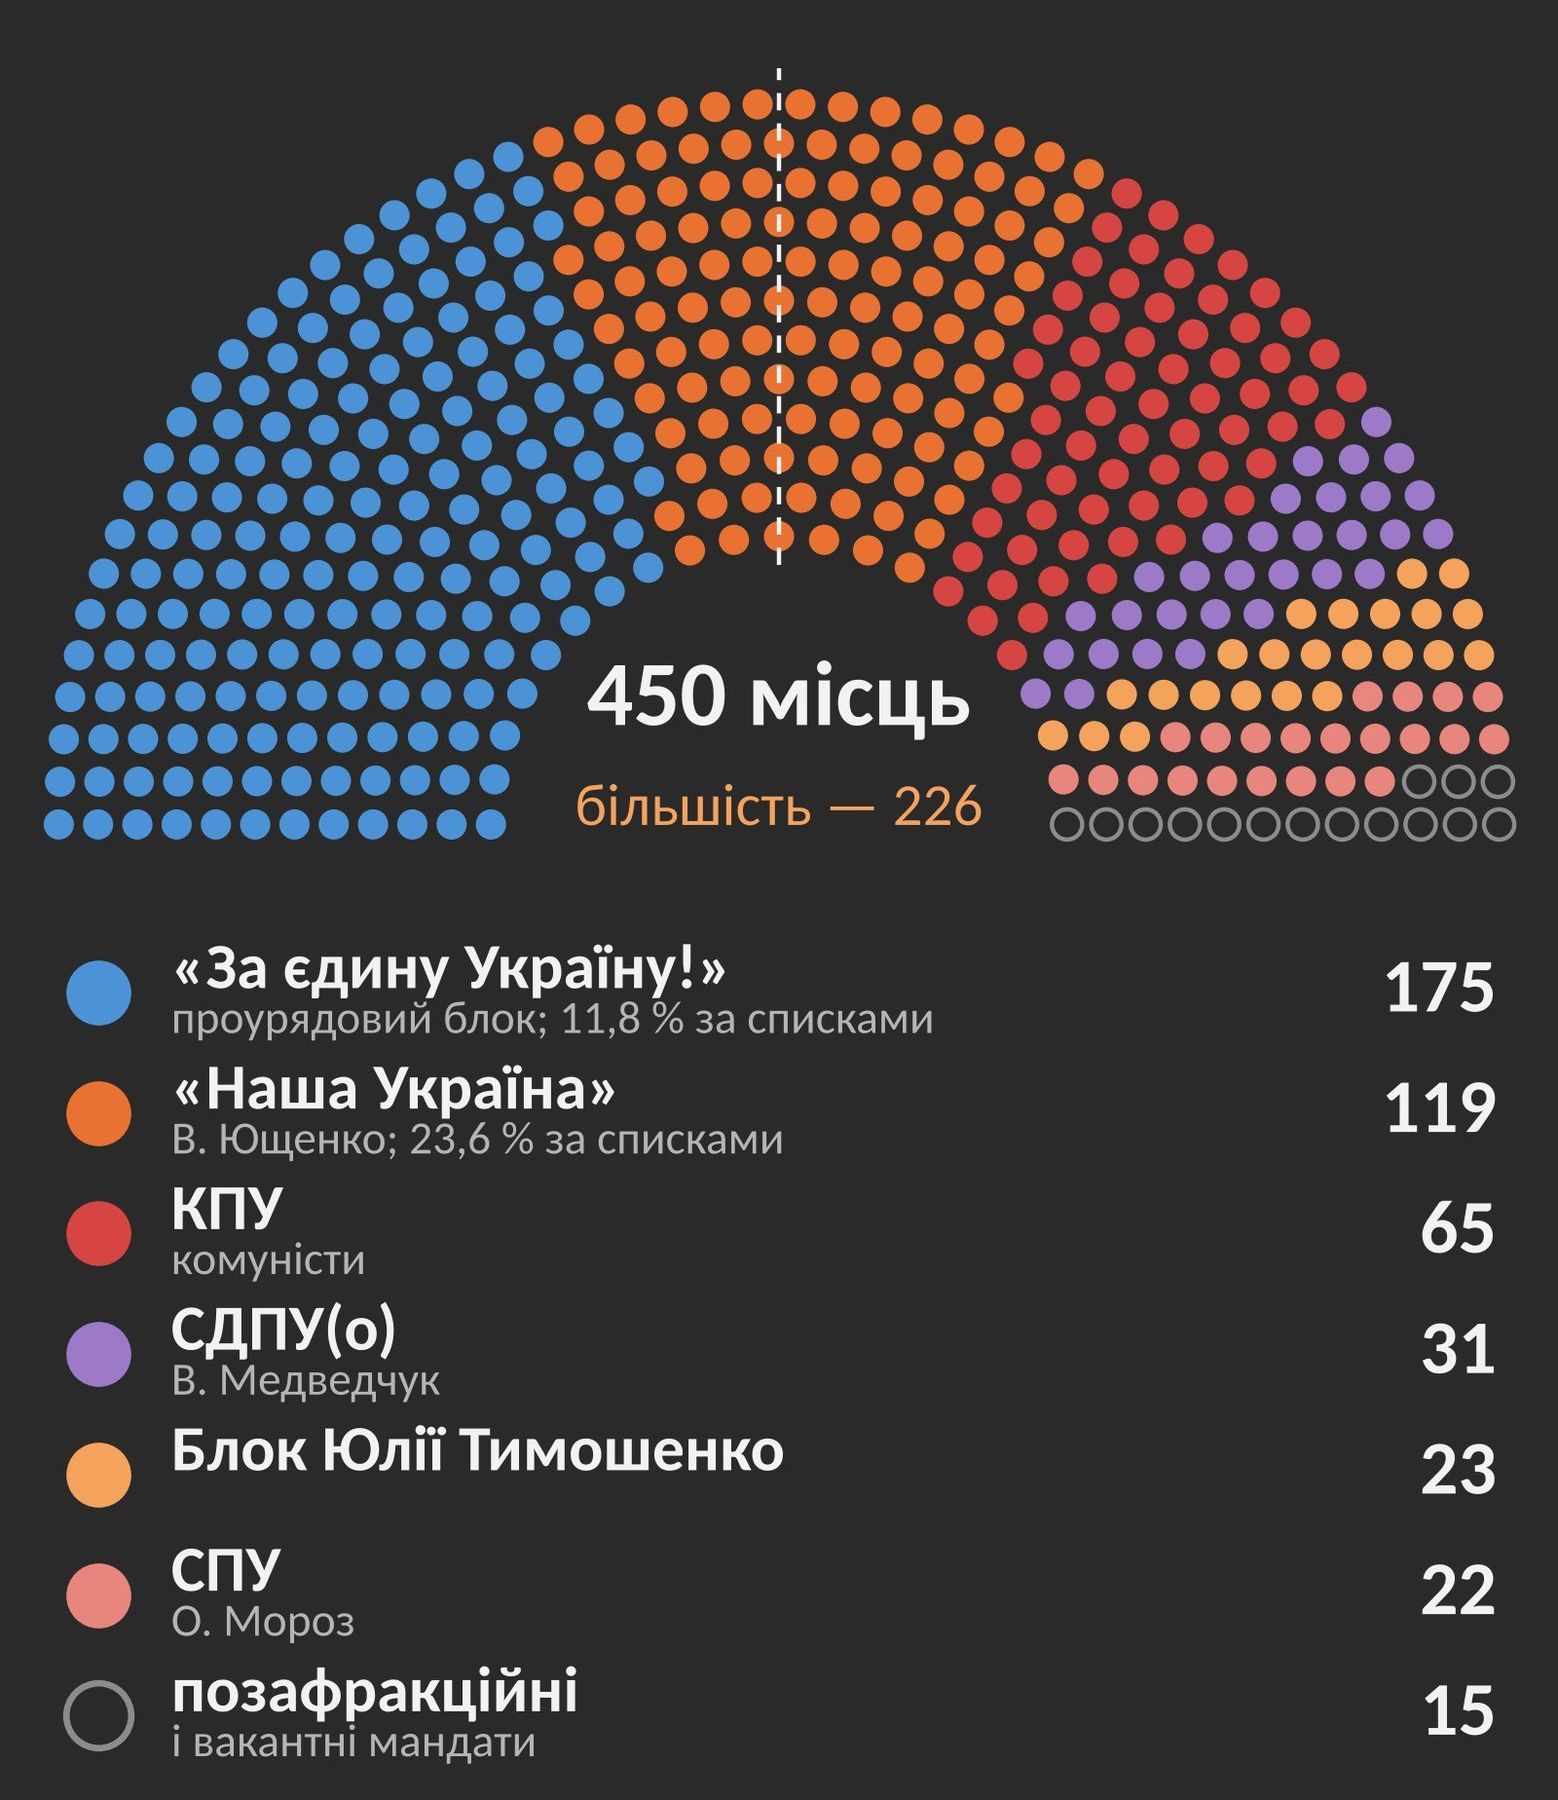 450 місць
більшість — 226
«За єдину Україну!» 175
проурядовий блок; 11,8 % за списками
«Наша Україна» 119
В. Ющенко; 23,6 % за списками
КПУ 65
комуністи
СДПУ(о) 31
В. Медведчук
Блок Юлії Тимошенко 23
СПУ 22
О. Мороз
позафракційні 15
і вакантні мандати